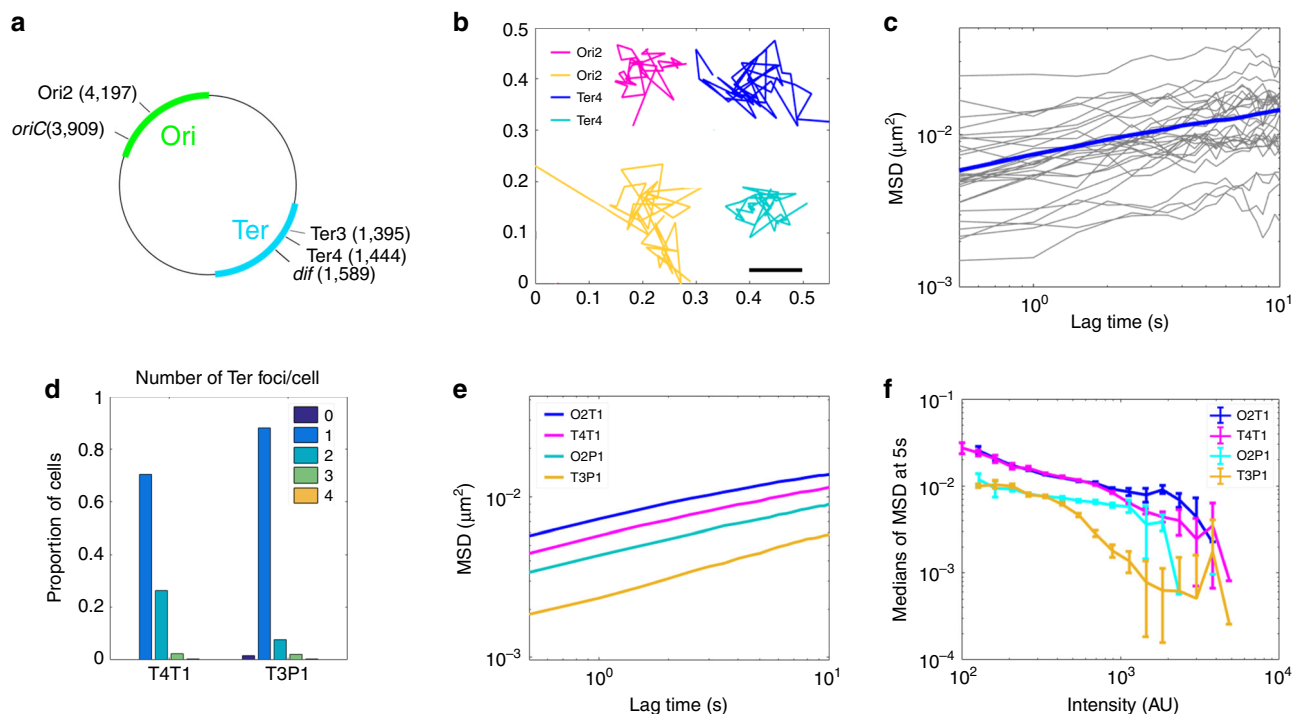 a
Ori2 (4,197)
oriC(3,909)
Ori
Ter
Ter3 (1,395)
Ter4 (1,444)
dif (1,589)
b
0.5
0.4
0.3
0.2
0.1
0
0
0.1
0.2
0.3
0.4
0.5
Ori2
Ori2
Ter4
Ter4
c
MSD (μm²)
10⁻²
10⁻³
10⁰
10¹
Lag time (s)
d
Number of Ter foci/cell
Proportion of cells
1
0.8
0.6
0.4
0.2
0
T4T1
T3P1
0
1
2
3
4
e
O2T1
T4T1
O2P1
T3P1
MSD (μm²)
10⁻²
10⁻³
10⁰
10¹
Lag time (s)
f
O2T1
T4T1
O2P1
T3P1
Medians of MSD at 5s
10⁻¹
10⁻²
10⁻³
10⁻⁴
10²
10³
10⁴
Intensity (AU)